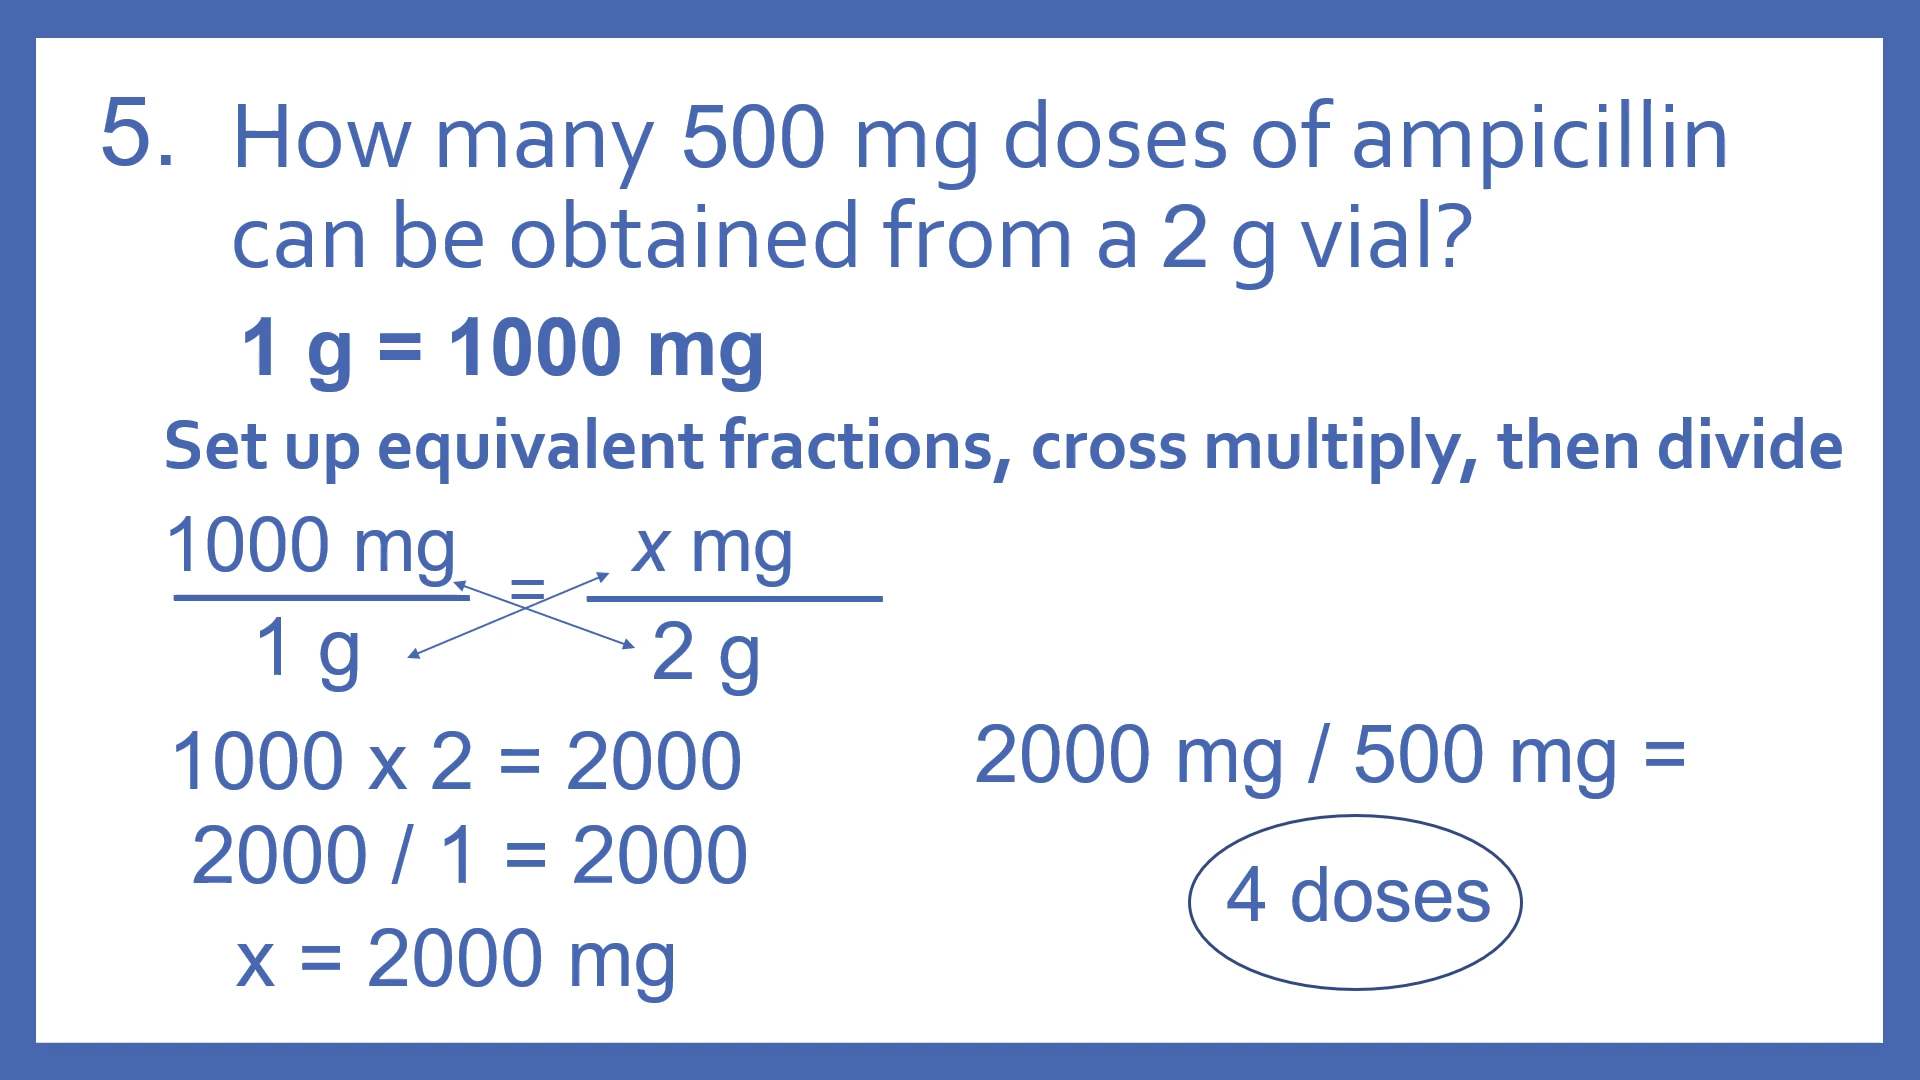 5. How many 500 mg doses of ampicillin
can be obtained from a 2 g vial?
1 g = 1000 mg
Set up equivalent fractions, cross multiply, then divide
1000 mg = x mg
1 g 2 g
1000 x 2 = 2000
2000 / 1 = 2000
x = 2000 mg
2000 mg / 500 mg =
4 doses